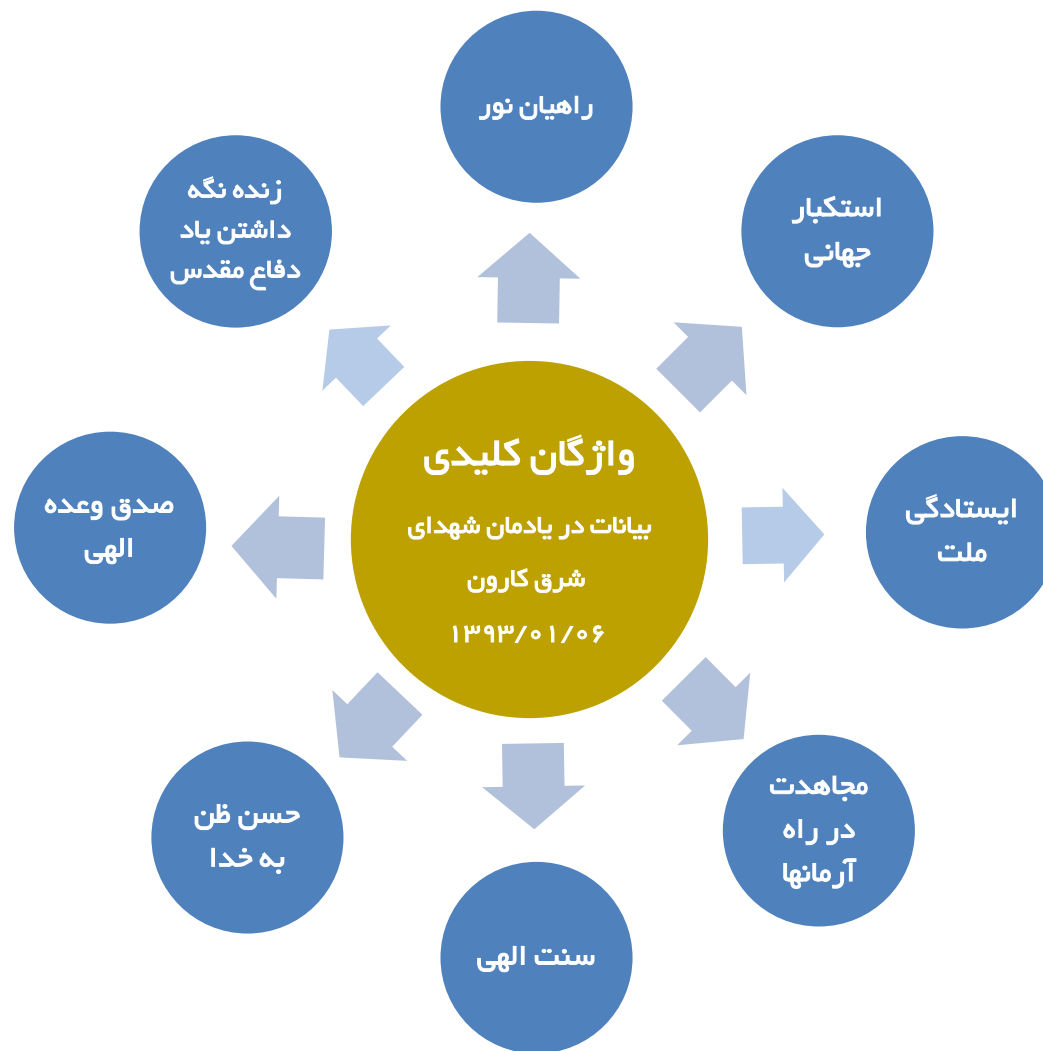 راهیان نور
استکبار
جهانی
ایستادگی
ملت
مجاهدت
در راه
آرمانها
سنت الهی
حسن ظن
به خدا
صدق وعده
الهی
زنده نگه
داشتن یاد
دفاع مقدس
واژگان کلیدی
بیانات در یادمان شهدای
شرق کارون
۱۳۹۳/۰۱/۰۶